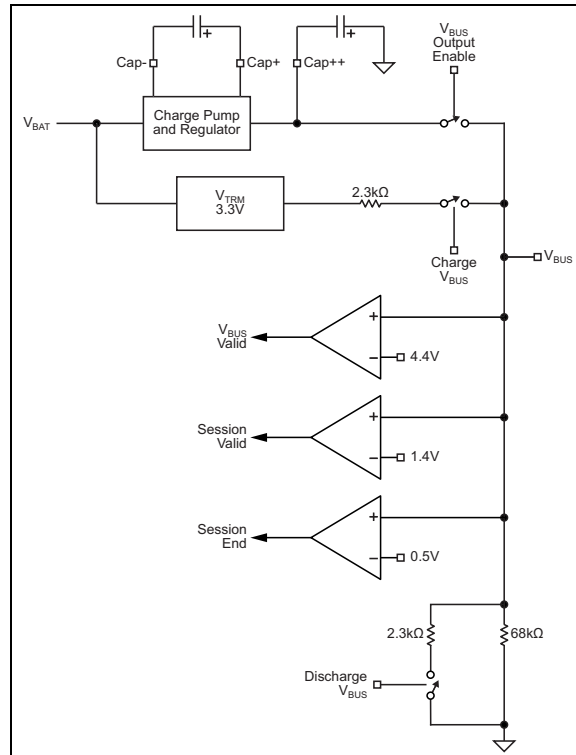 VBUS
Output
Enable
Cap-
Cap+
Cap++
Charge Pump
and Regulator
VBAT
VTRM
3.3V
2.3kΩ
Charge
VBUS
VBUS
+
+
VBUS
Valid
+
–
4.4V
Session
Valid
+
–
1.4V
Session
End
+
–
0.5V
2.3kΩ
68kΩ
Discharge
VBUS